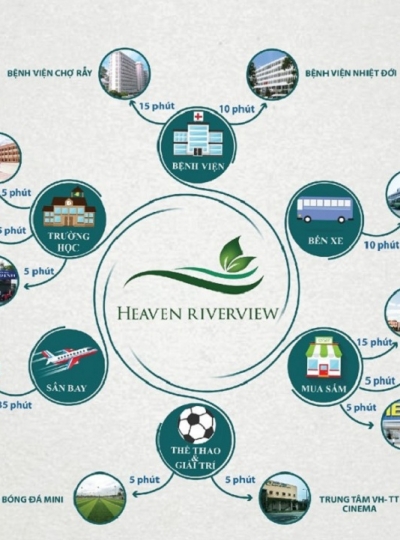 BỆNH VIỆN CHỢ RẪY
BỆNH VIỆN NHIỆT ĐỚI
15 phút
10 phút
BỆNH VIỆN
5 phút
TRƯỜNG
HỌC
BẾN XE
5 phút
10 phút
HEAVEN RIVERVIEW
15 phút
SÂN BAY
MUA SẮM
5 phút
5 phút
THỂ THAO
&
GIẢI TRÍ
5 phút
5 phút
BÓNG ĐÁ MINI
TRUNG TÂM VH- TT
CINEMA